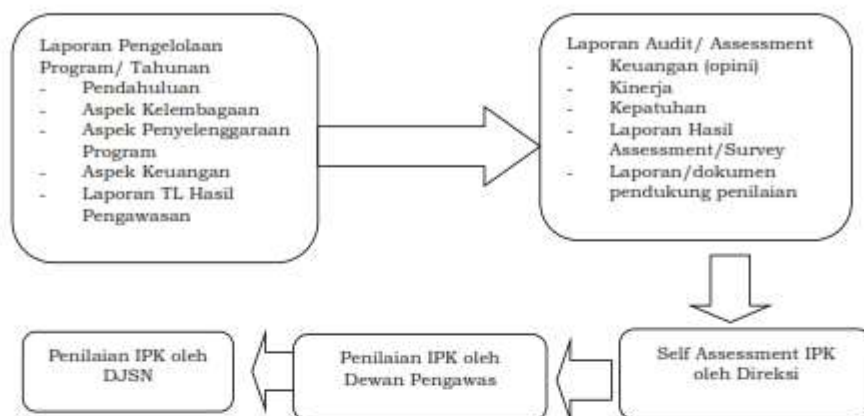 Laporan Pengelolaan
Program/ Tahunan
- Pendahuluan
- Aspek Kelembagaan
- Aspek Penyelenggaraan
Program
- Aspek Keuangan
- Laporan TL Hasil
Pengawasan
Laporan Audit/ Assessment
- Keuangan (opini)
- Kinerja
- Kepatuhan
- Laporan Hasil
Assessment/Survey
- Laporan/dokumen
pendukung penilaian
Self Assessment IPK
oleh Direksi
Penilaian IPK oleh
Dewan Pengawas
Penilaian IPK oleh
DJSN